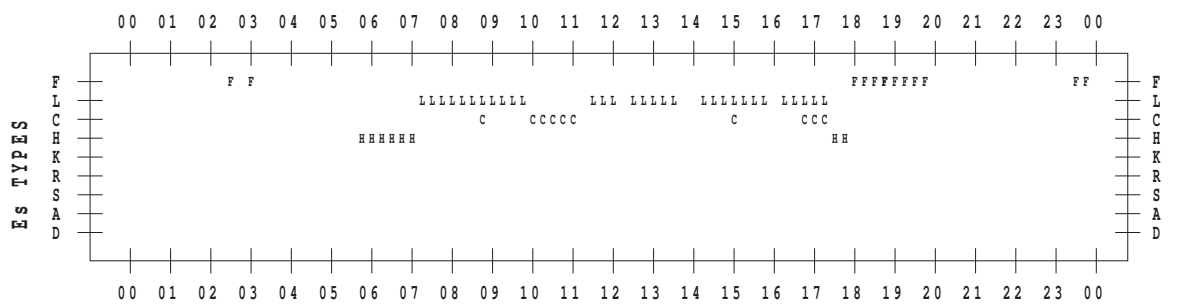 00 01 02 03 04 05 06 07 08 09 10 11 12 13 14 15 16 17 18 19 20 21 22 23 00
F F F FFFFFFFF FF F
L LLLLLLLLLLL LLL LLLLL LLLLLLL LLLLL L
C C CCCCC C CCC C
H HHHHHH HH H
K K
R R
S S
A A
D D
Es TYPES
00 01 02 03 04 05 06 07 08 09 10 11 12 13 14 15 16 17 18 19 20 21 22 23 00